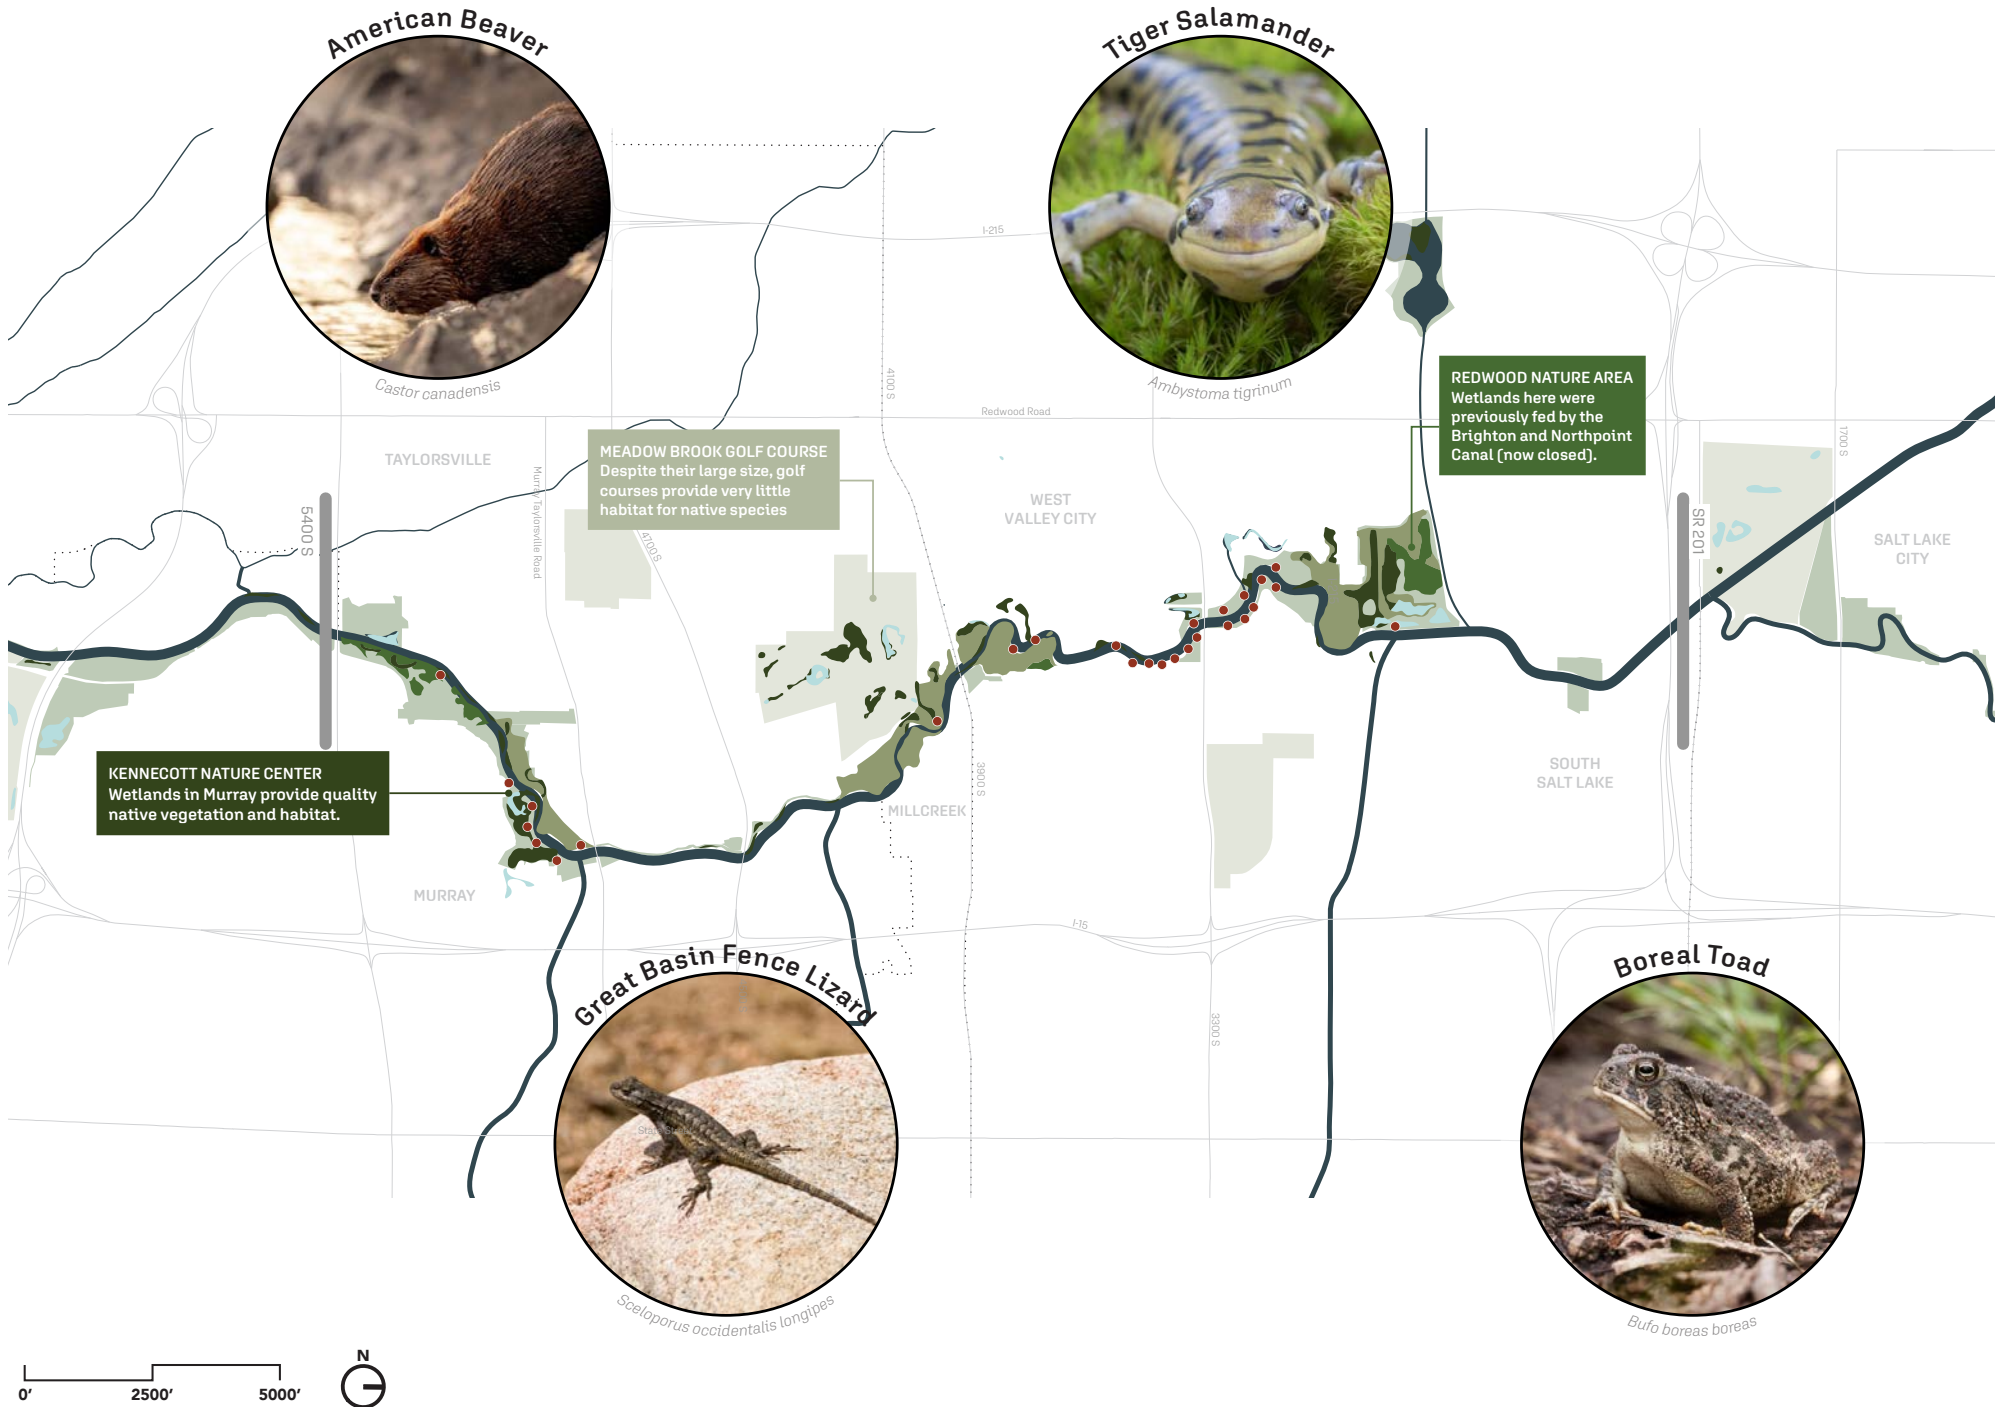 American Beaver
Castor canadensis
Tiger Salamander
Ambystoma tigrinum
I-215
4100 S
Redwood Road
REDWOOD NATURE AREA
Wetlands here were
previously fed by the
Brighton and Northpoint
Canal (now closed).
1700 S
TAYLORSVILLE
Murray Taylorsville Road
MEADOW BROOK GOLF COURSE
Despite their large size, golf
courses provide very little
habitat for native species
4700 S
WEST
VALLEY CITY
5400 S
SR 201
SALT LAKE
CITY
KENNECOTT NATURE CENTER
Wetlands in Murray provide quality
native vegetation and habitat.
3900 S
MILLCREEK
SOUTH
SALT LAKE
MURRAY
I-15
Great Basin Fence Lizard
Sceloporus occidentalis longipes
3300 S
Boreal Toad
Bufo boreas boreas
0’
2500’
5000’
N